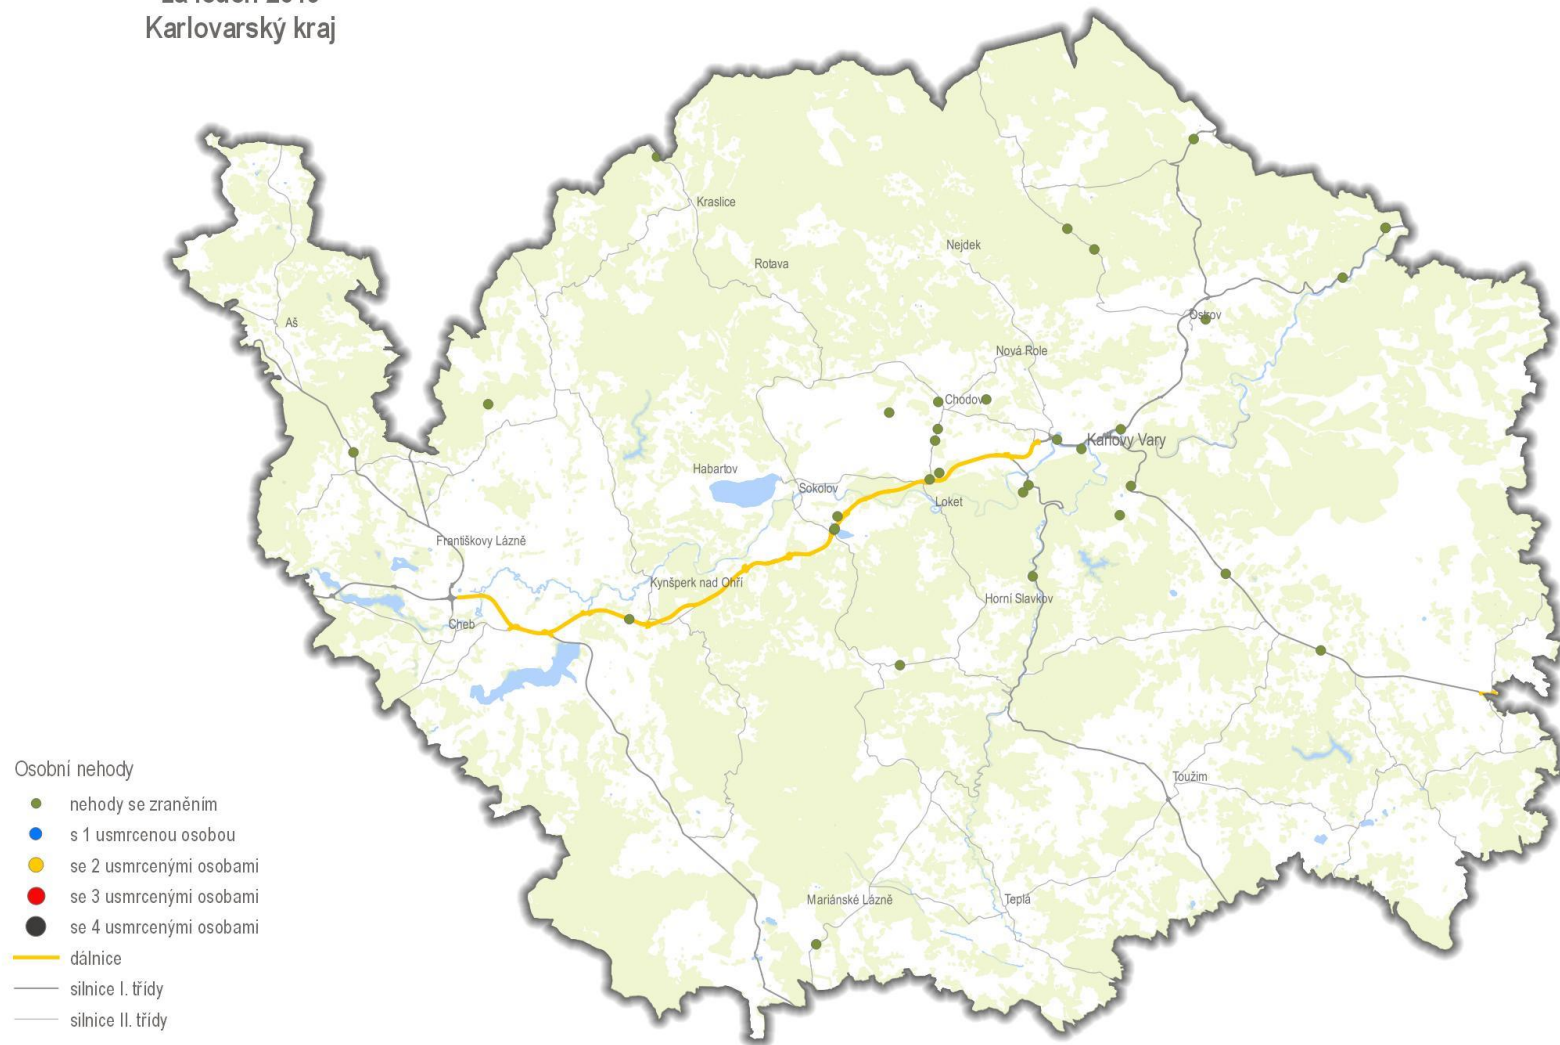 Karlovarský kraj
Kraslice
Nejdek
Rotava
Aš
Ostrov
Nová Role
Chodov
Karlovy Vary
Habartov
Sokolov
Loket
Františkovy Lázně
Kynšperk nad Ohří
Horní Slavkov
Cheb
Toužim
Mariánské Lázně
Teplá
Osobní nehody
nehody se zraněním
s 1 usmrcenou osobou
se 2 usmrcenými osobami
se 3 usmrcenými osobami
se 4 usmrcenými osobami
dálnice
silnice I. třídy
silnice II. třídy